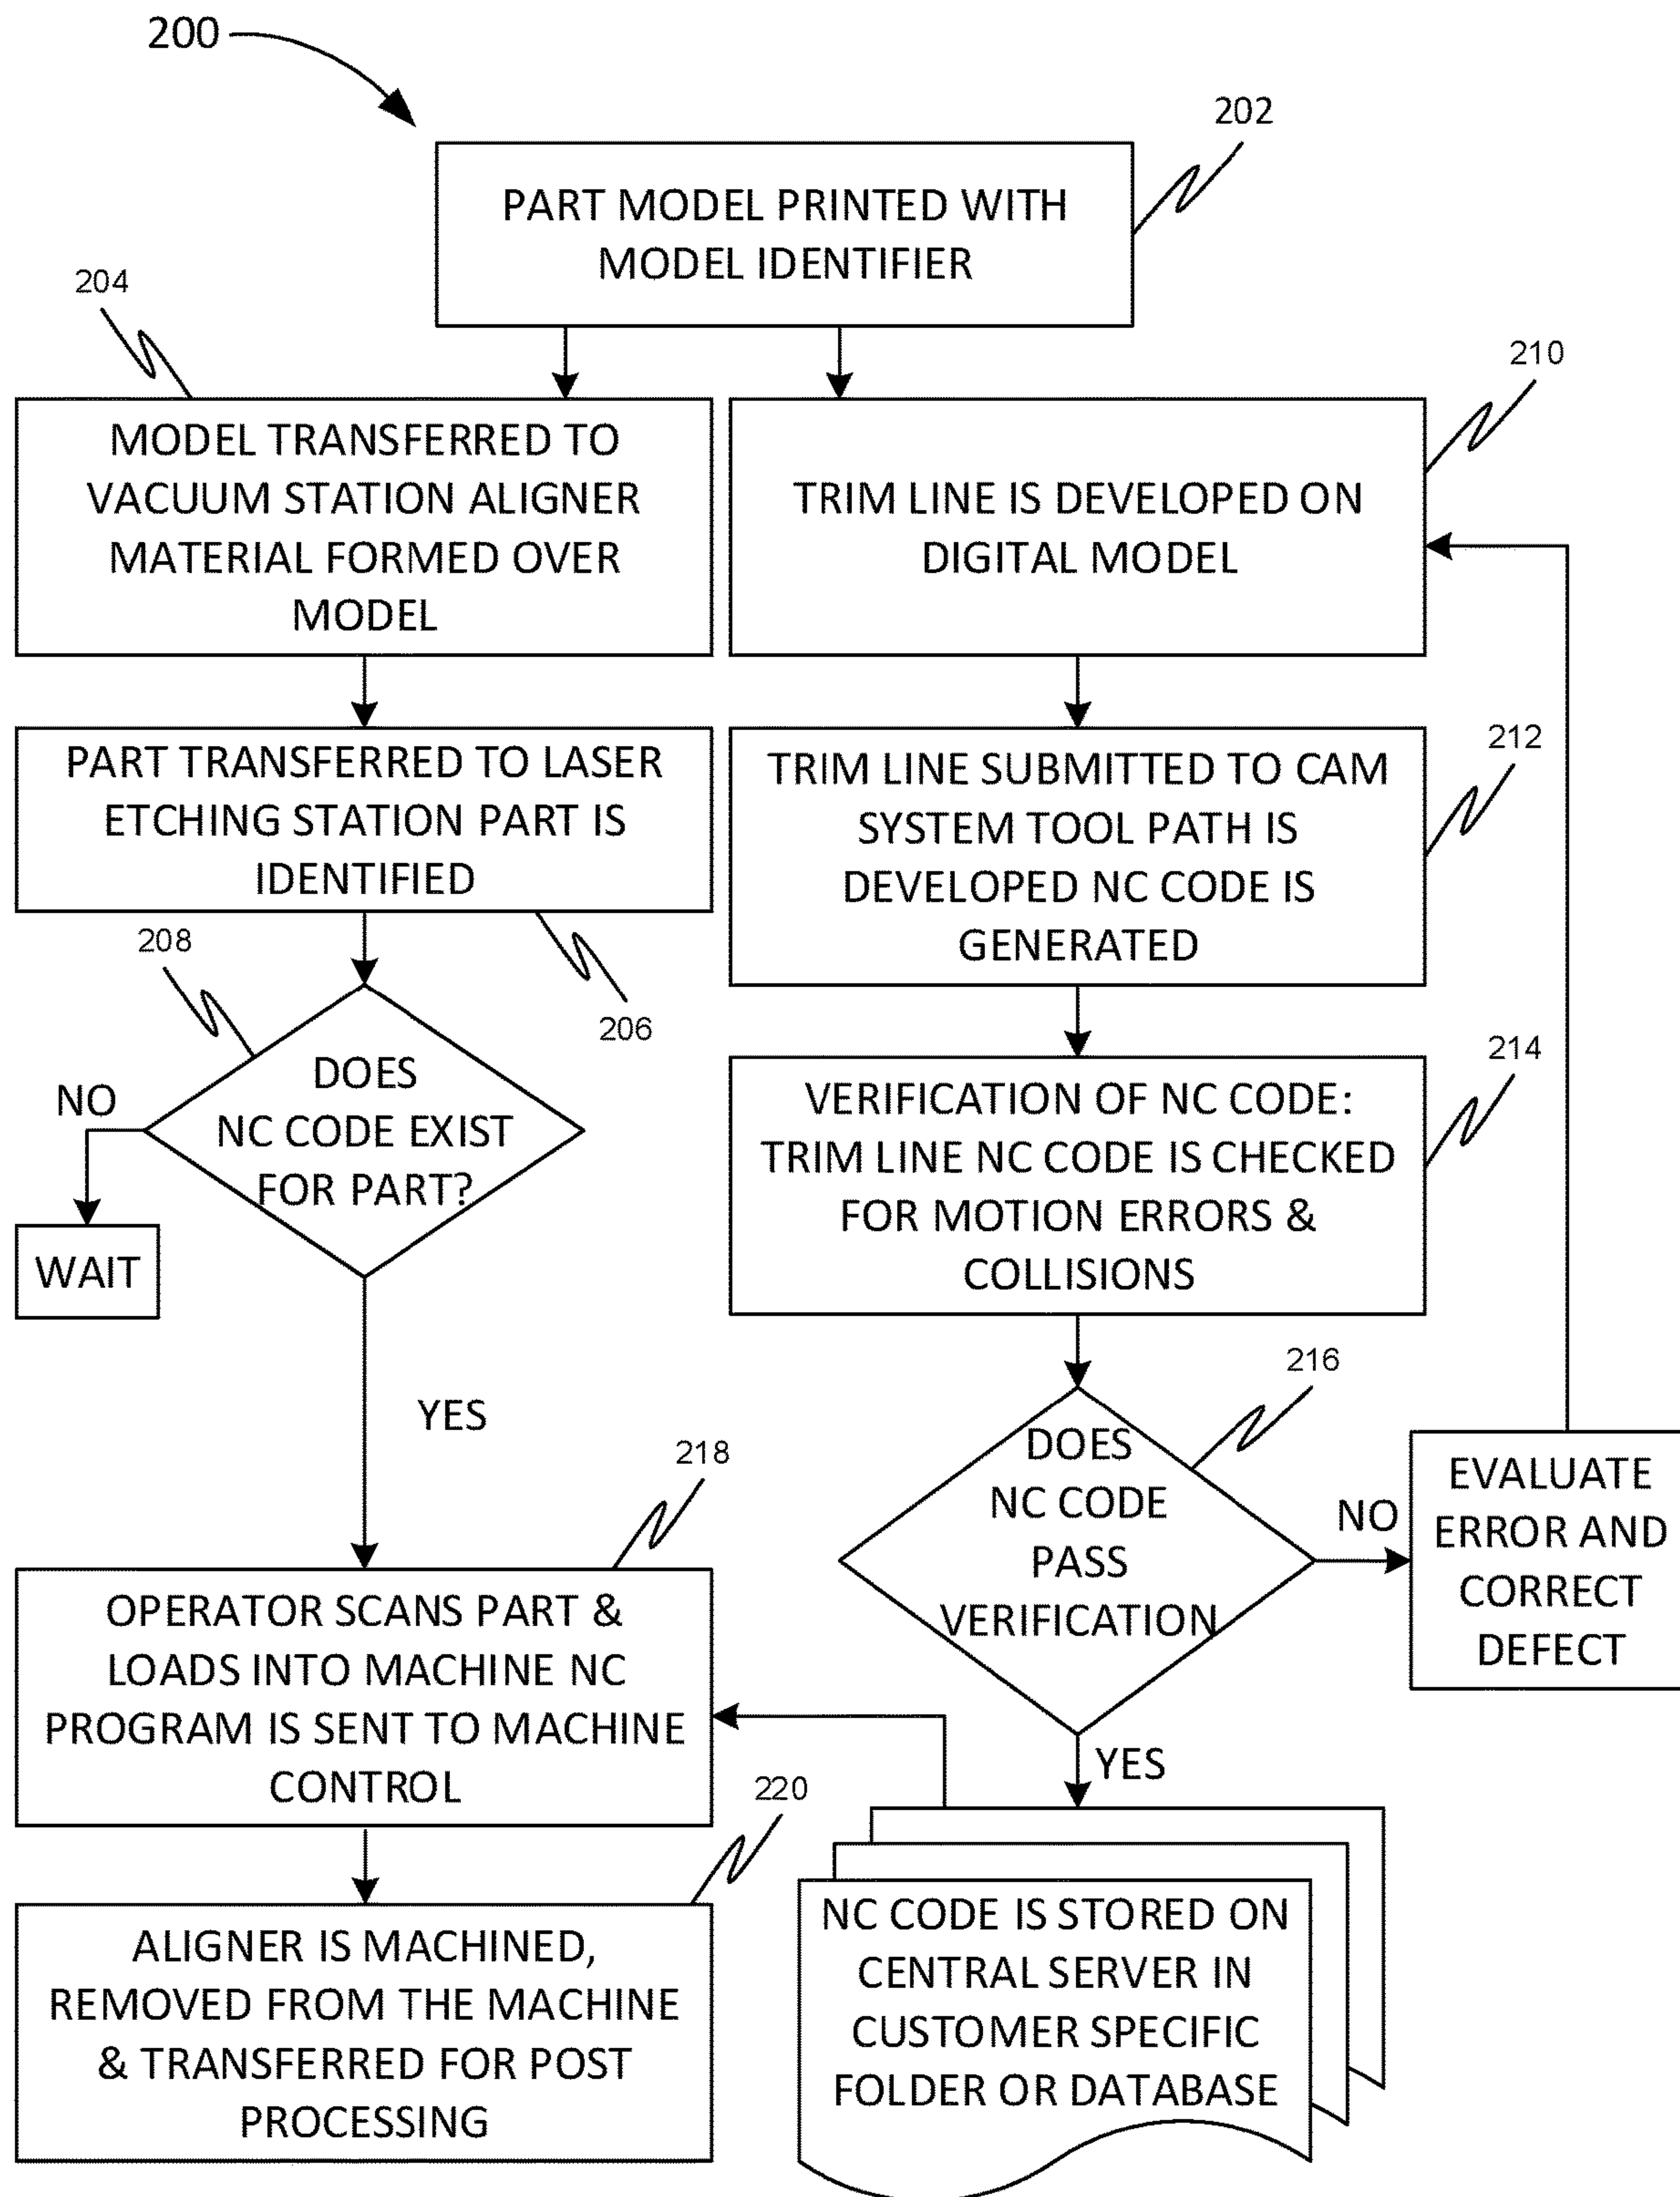 200
202
PART MODEL PRINTED WITH
MODEL IDENTIFIER
204
MODEL TRANSFERRED TO
VACUUM STATION ALIGNER
MATERIAL FORMED OVER
MODEL
210
TRIM LINE IS DEVELOPED ON
DIGITAL MODEL
PART TRANSFERRED TO LASER
ETCHING STATION PART IS
IDENTIFIED
206
212
TRIM LINE SUBMITTED TO CAM
SYSTEM TOOL PATH IS
DEVELOPED NC CODE IS
GENERATED
208
DOES
NC CODE EXIST
FOR PART?
NO
WAIT
YES
214
VERIFICATION OF NC CODE:
TRIM LINE NC CODE IS CHECKED
FOR MOTION ERRORS &
COLLISIONS
216
DOES
NC CODE
PASS
VERIFICATION
NO
EVALUATE
ERROR AND
CORRECT
DEFECT
YES
218
OPERATOR SCANS PART &
LOADS INTO MACHINE NC
PROGRAM IS SENT TO MACHINE
CONTROL
220
ALIGNER IS MACHINED,
REMOVED FROM THE MACHINE
& TRANSFERRED FOR POST
PROCESSING
NC CODE IS STORED ON
CENTRAL SERVER IN
CUSTOMER SPECIFIC
FOLDER OR DATABASE